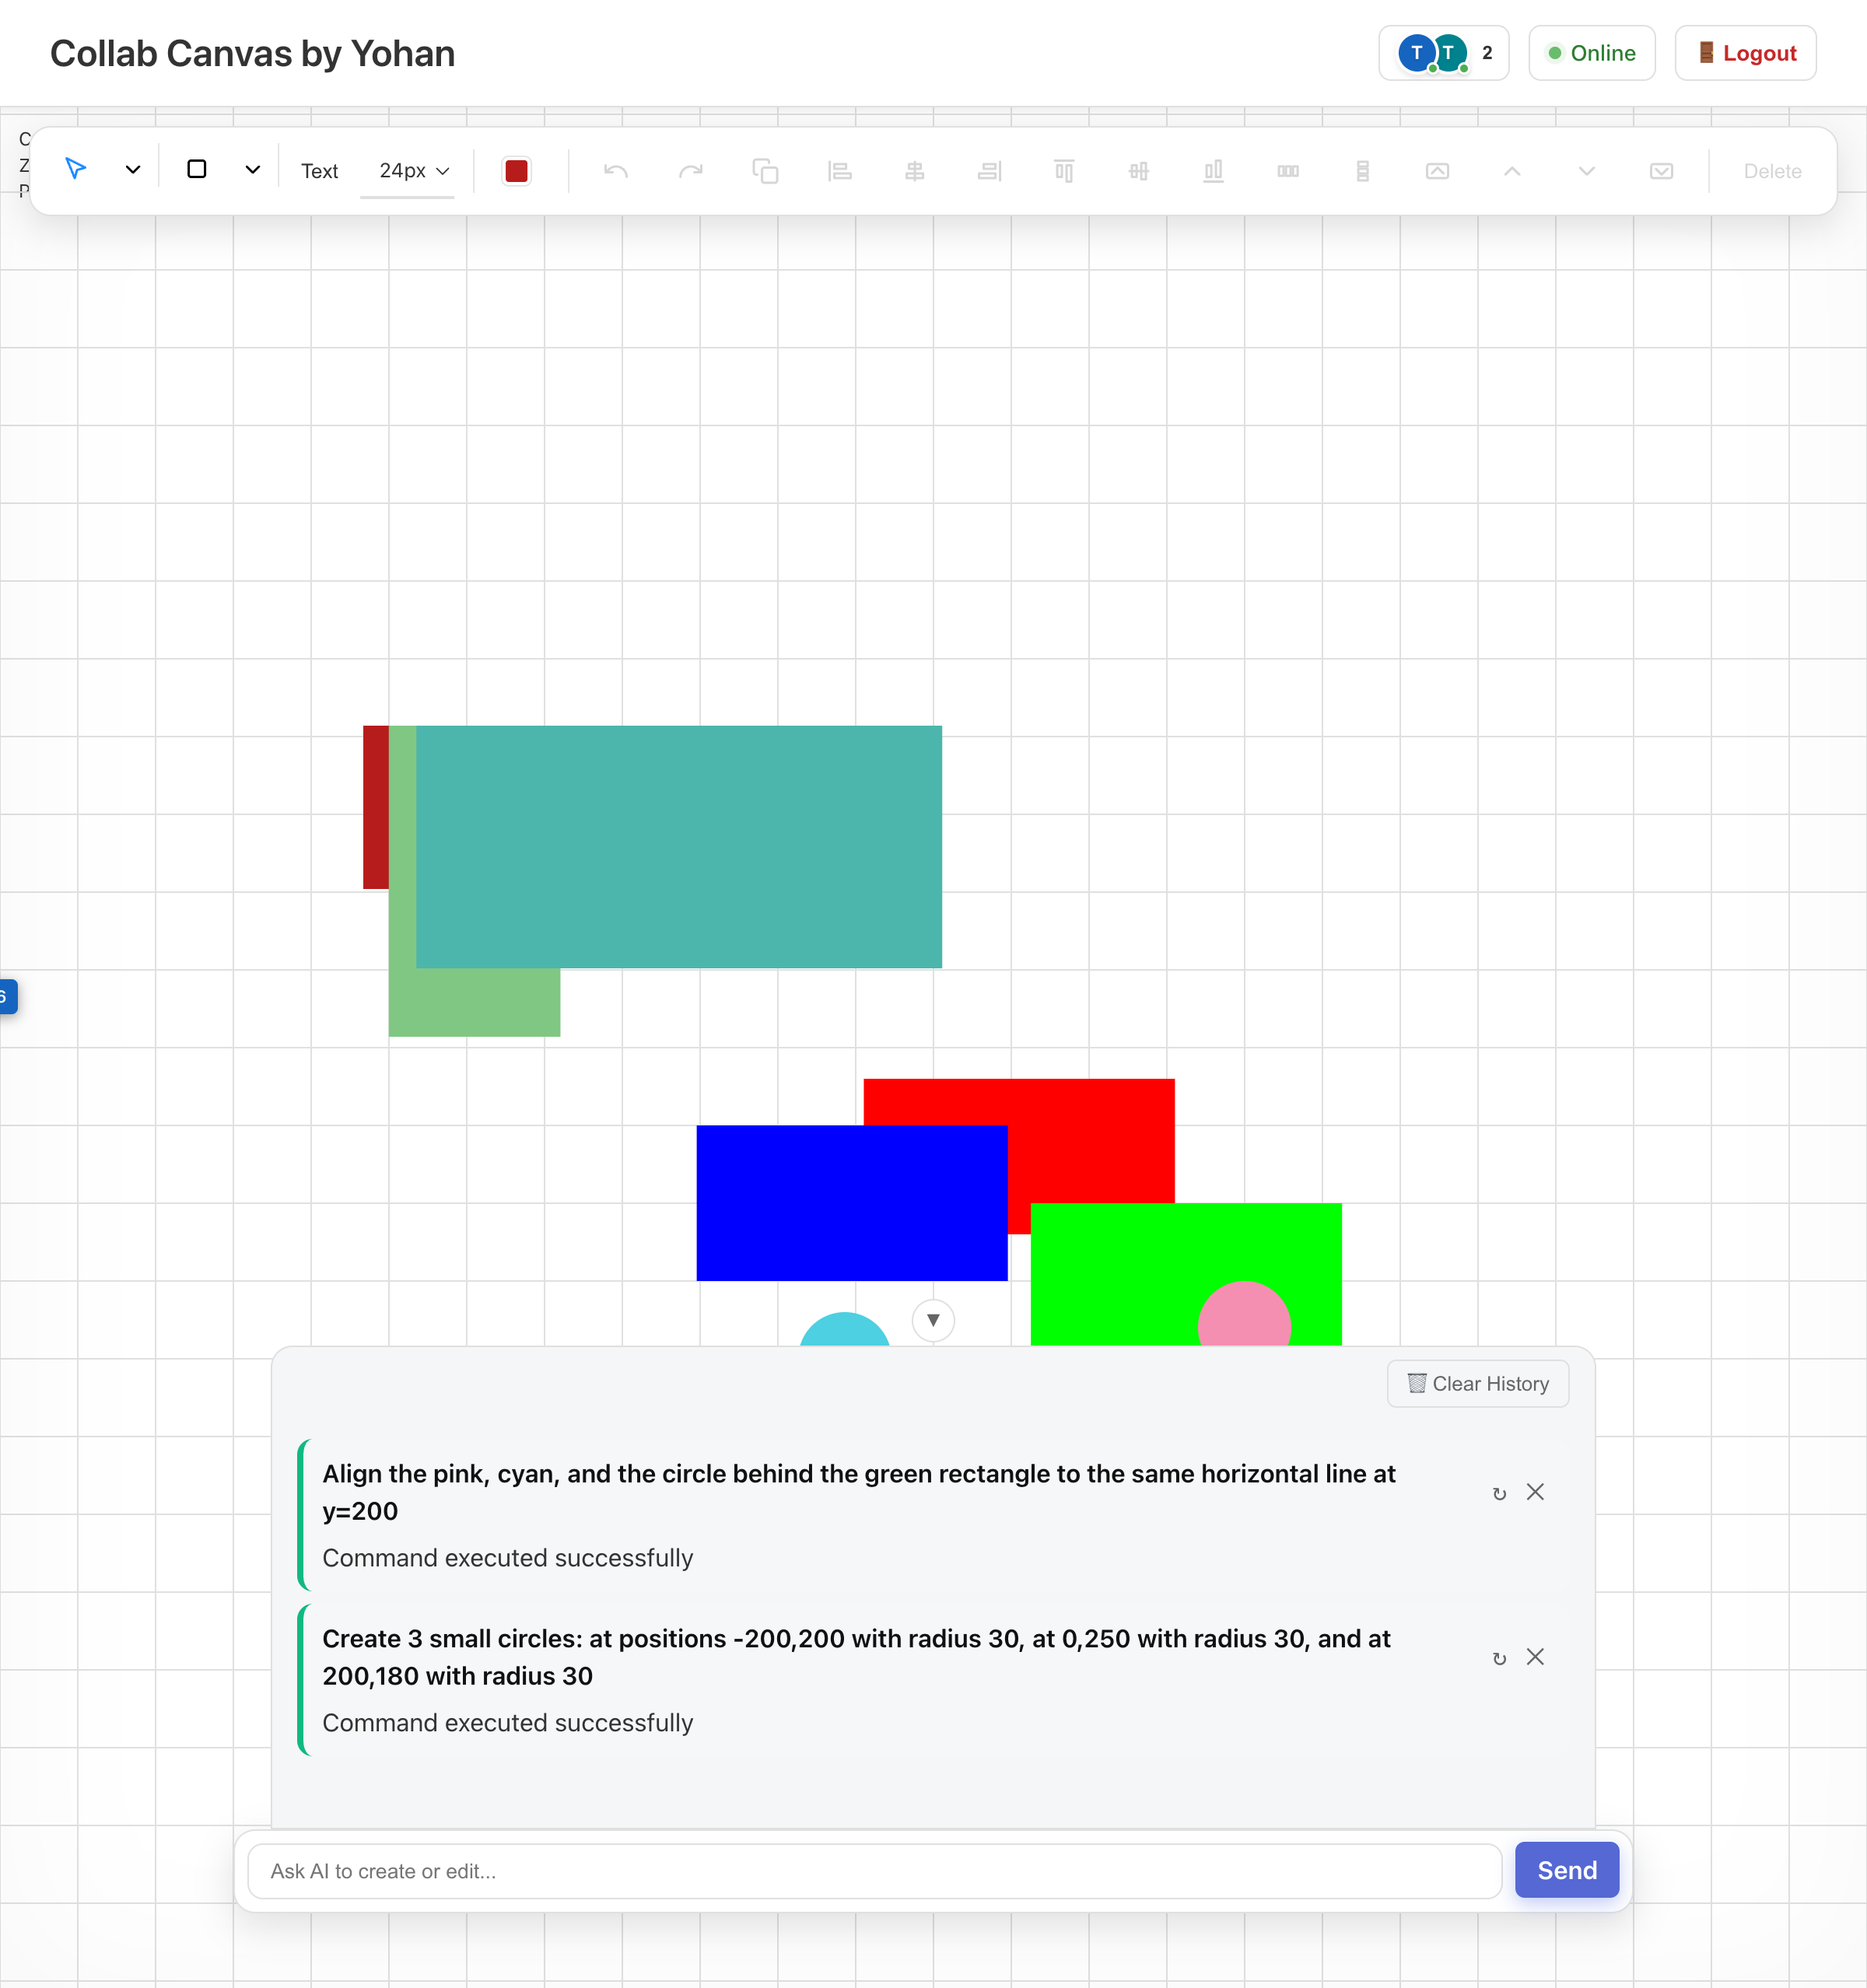 Collab Canvas by Yohan
T T 2
Online
Logout
C
Z
P
Text
24px
Delete
6
Clear History
Align the pink, cyan, and the circle behind the green rectangle to the same horizontal line at
y=200
Command executed successfully
Create 3 small circles: at positions -200,200 with radius 30, at 0,250 with radius 30, and at
200,180 with radius 30
Command executed successfully
Ask AI to create or edit...
Send